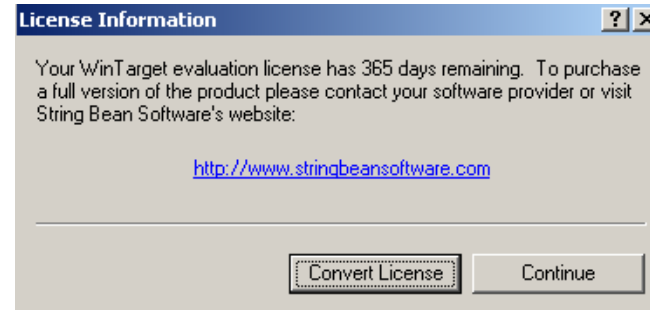 License Information
Your WinTarget evaluation license has 365 days remaining. To purchase
a full version of the product please contact your software provider or visit
String Bean Software's website:
http://www.stringbeansoftware.com
Convert License Continue